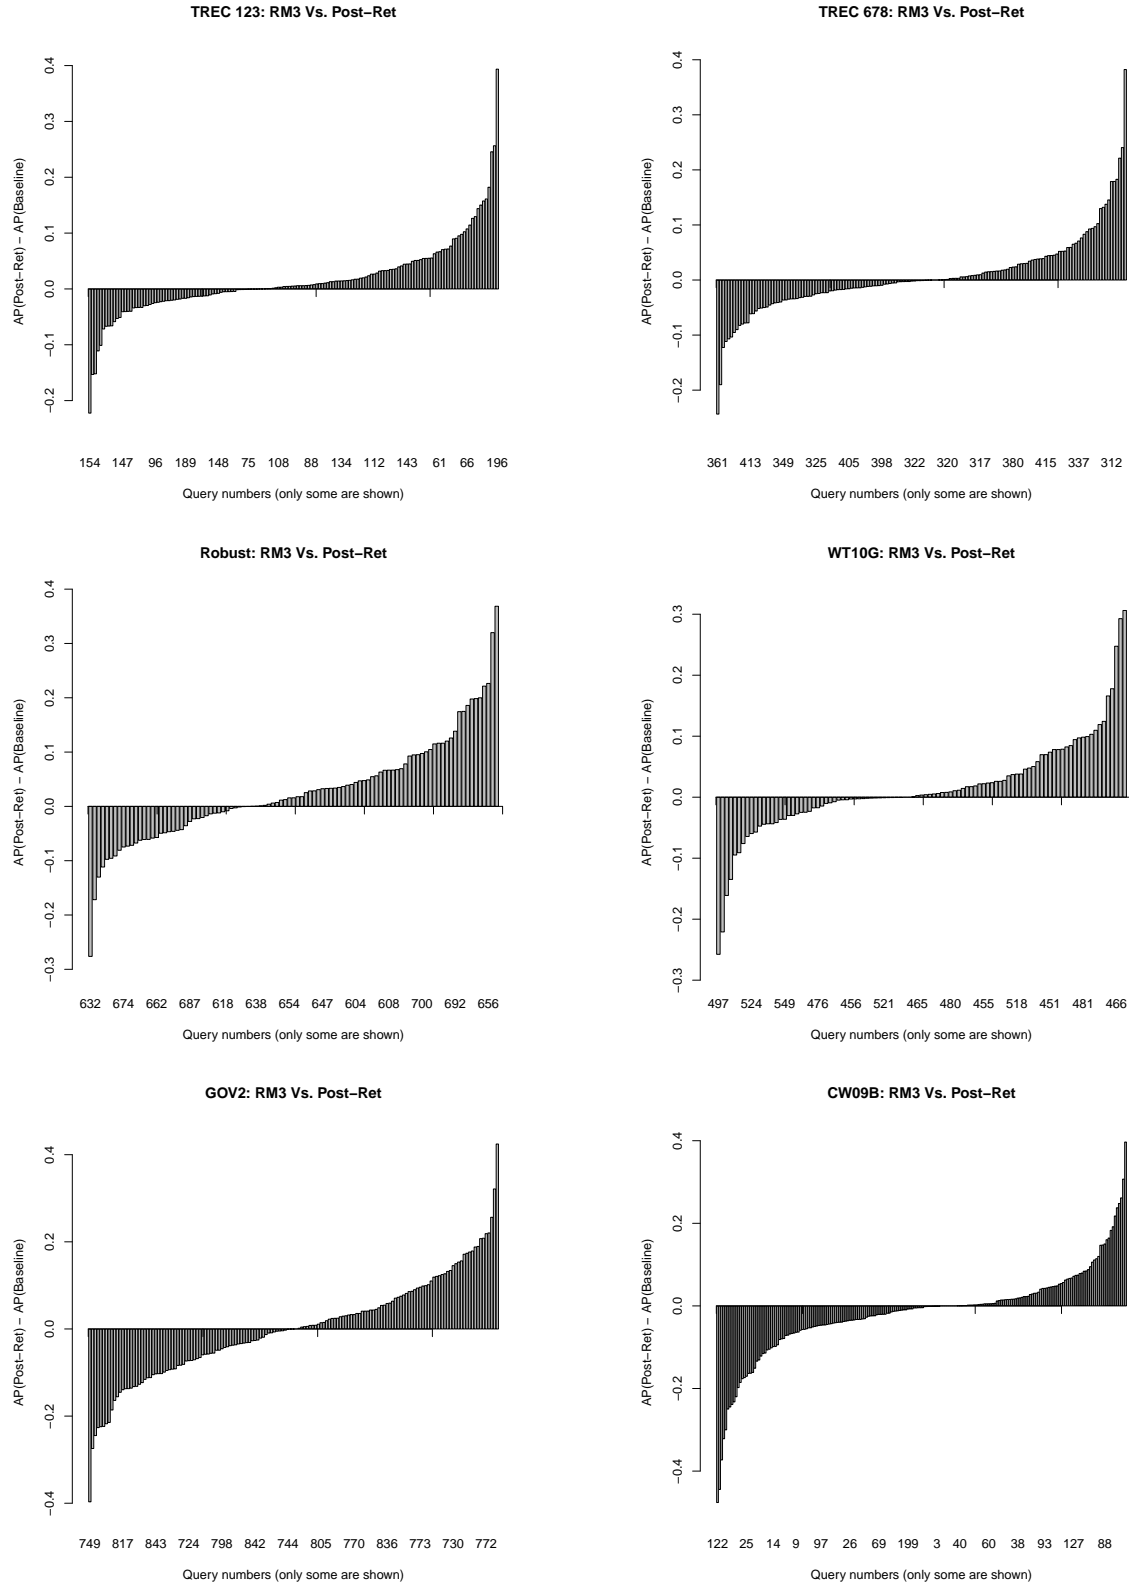 TREC 123: RM3 Vs. Post−Ret
AP(Post−Ret) − AP(Baseline)
0.4
0.3
0.2
0.1
0.0
−0.1
−0.2
154 147 96 189 148 75 108 88 134 112 143 61 66 196
Query numbers (only some are shown)
TREC 678: RM3 Vs. Post−Ret
AP(Post−Ret) − AP(Baseline)
0.4
0.3
0.2
0.1
0.0
−0.1
−0.2
361 413 349 325 405 398 322 320 317 380 415 337 312
Query numbers (only some are shown)
Robust: RM3 Vs. Post−Ret
AP(Post−Ret) − AP(Baseline)
0.4
0.3
0.2
0.1
0.0
−0.1
−0.2
−0.3
632 674 662 687 618 638 654 647 604 608 700 692 656
Query numbers (only some are shown)
WT10G: RM3 Vs. Post−Ret
AP(Post−Ret) − AP(Baseline)
0.3
0.2
0.1
0.0
−0.1
−0.2
−0.3
497 524 549 476 456 521 465 480 455 518 451 481 466
Query numbers (only some are shown)
GOV2: RM3 Vs. Post−Ret
AP(Post−Ret) − AP(Baseline)
0.4
0.2
0.0
−0.2
−0.4
749 817 843 724 798 842 744 805 770 836 773 730 772
Query numbers (only some are shown)
CW09B: RM3 Vs. Post−Ret
AP(Post−Ret) − AP(Baseline)
0.4
0.2
0.0
−0.2
−0.4
122 25 14 9 97 26 69 199 3 40 60 38 93 127 88
Query numbers (only some are shown)